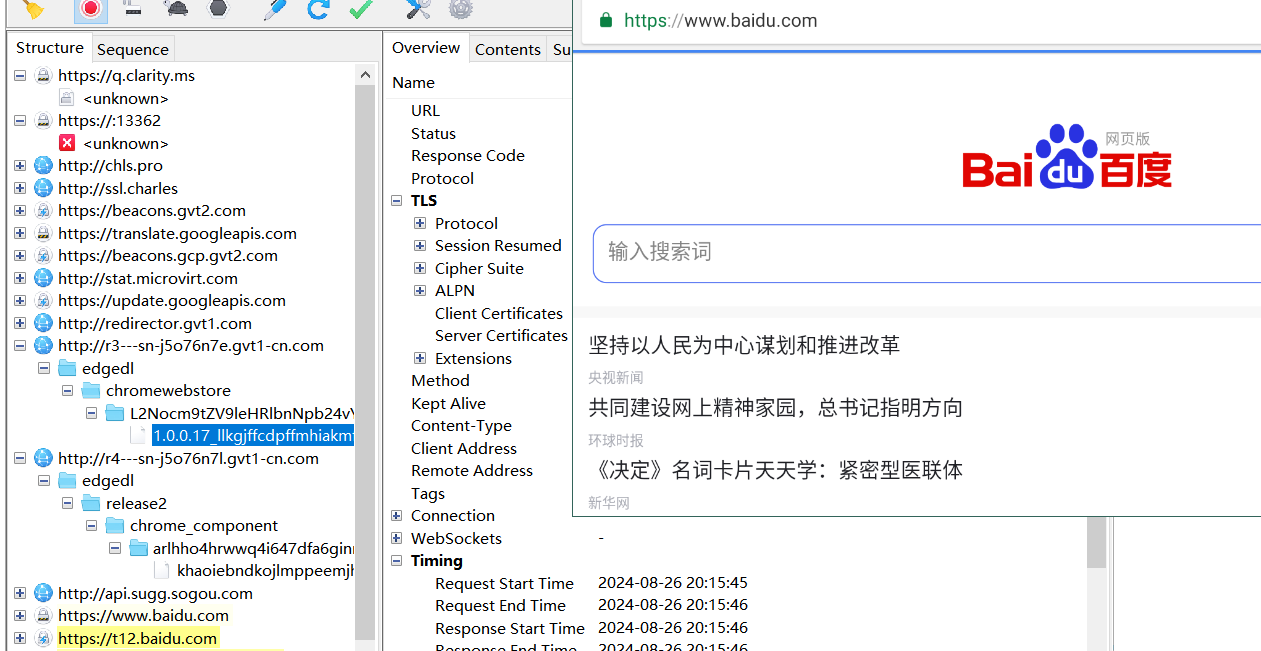 Structure
Sequence
https://q.clarity.ms
<unknown>
https://:13362
<unknown>
http://chls.pro
http://ssl.charles
https://beacons.gvt2.com
https://translate.googleapis.com
https://beacons.gcp.gvt2.com
http://stat.microvirt.com
https://update.googleapis.com
http://redirector.gvt1.com
http://r3---sn-j5o76n7e.gvt1-cn.com
edgedl
chromewebstore
L2Nocm9tZV9leHRlbnNpb24v
1.0.0.17_llkgjffcdpffmhiakm
http://r4---sn-j5o76n7l.gvt1-cn.com
edgedl
release2
chrome_component
arlhho4hrwwq4i647dfa6gin
khaoiebndkojlmppeemjh
http://api.sugg.sogou.com
https://www.baidu.com
https://t12.baidu.com
Overview
Contents
Su
Name
URL
Status
Response Code
Protocol
TLS
Protocol
Session Resumed
Cipher Suite
ALPN
Client Certificates
Server Certificates
Extensions
Method
Kept Alive
Content-Type
Client Address
Remote Address
Tags
Connection
WebSockets -
Timing
Request Start Time 2024-08-26 20:15:45
Request End Time 2024-08-26 20:15:46
Response Start Time 2024-08-26 20:15:46
Response End Time 2024-08-26 20:15:46
https://www.baidu.com
网页版
Bai du 百度
输入搜索词
坚持以人民为中心谋划和推进改革
央视新闻
共同建设网上精神家园，总书记指明方向
环球时报
《决定》名词卡片天天学：紧密型医联体
新华网